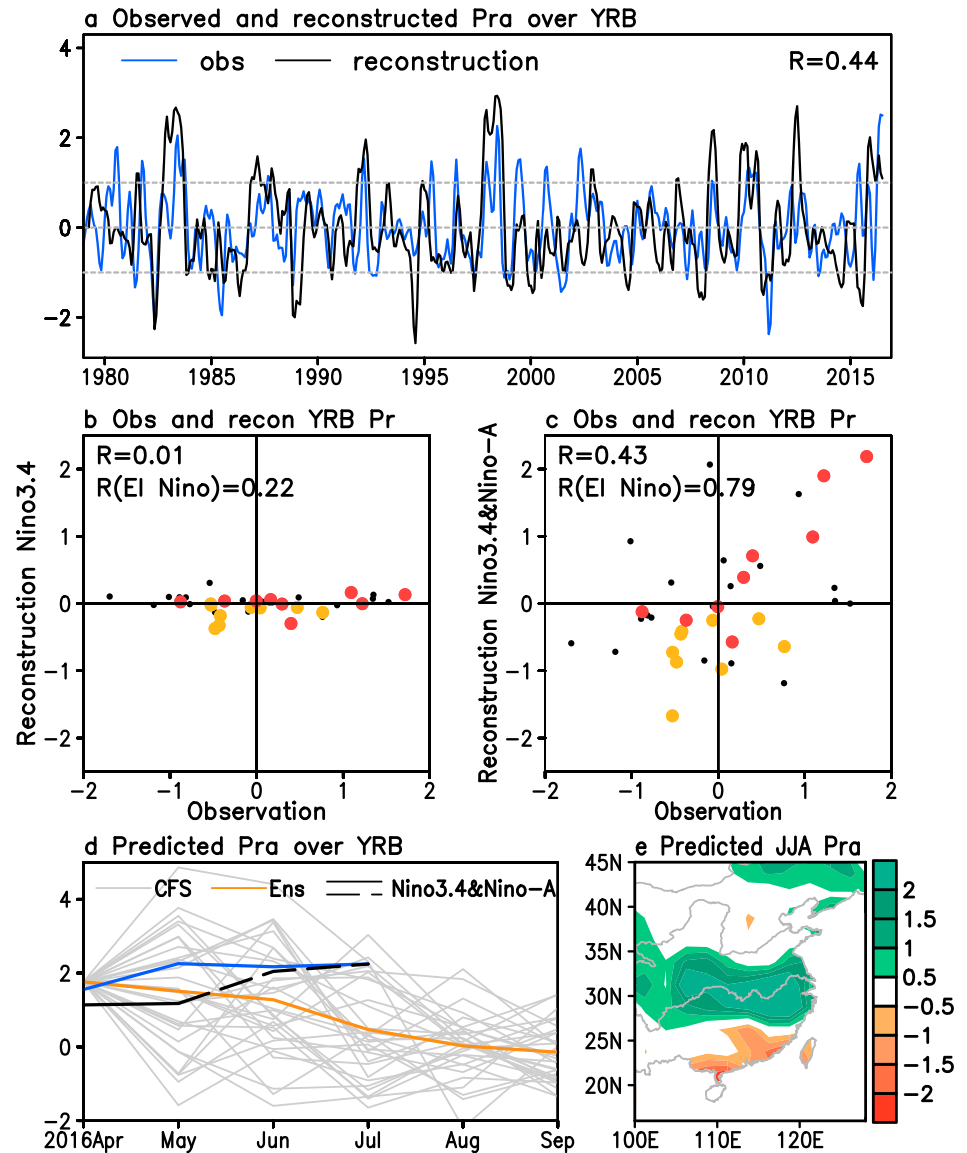 a Observed and reconstructed Pra over YRB
obs reconstruction R=0.44
4
2
0
−2
1980 1985 1990 1995 2000 2005 2010 2015
b Obs and recon YRB Pr
R=0.01
R(El Nino)=0.22
Reconstruction Nino3.4
2
1
0
−1
−2
−2 −1 0 1 2
Observation
c Obs and recon YRB Pr
R=0.43
R(El Nino)=0.79
Reconstruction Nino3.4&Nino-A
2
1
0
−1
−2
−2 −1 0 1 2
Observation
d Predicted Pra over YRB
CFS Ens Nino3.4&Nino-A
4
2
0
−2
2016Apr May Jun Jul Aug Sep
e Predicted JJA Pra
45N
40N
35N
30N
25N
20N
100E 110E 120E
2
1.5
1
0.5
−0.5
−1
−1.5
−2